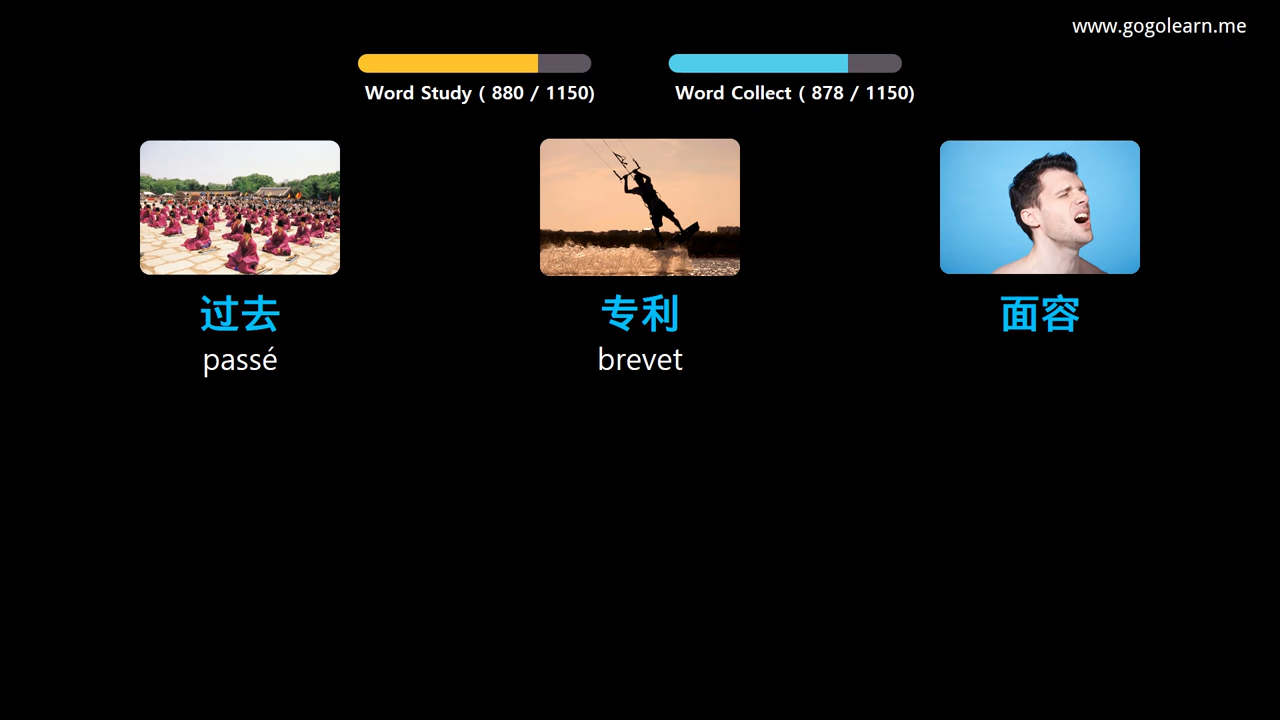 www.gogolearn.me
Word Study ( 880 / 1150)
Word Collect ( 878 / 1150)
过去
passé
专利
brevet
面容